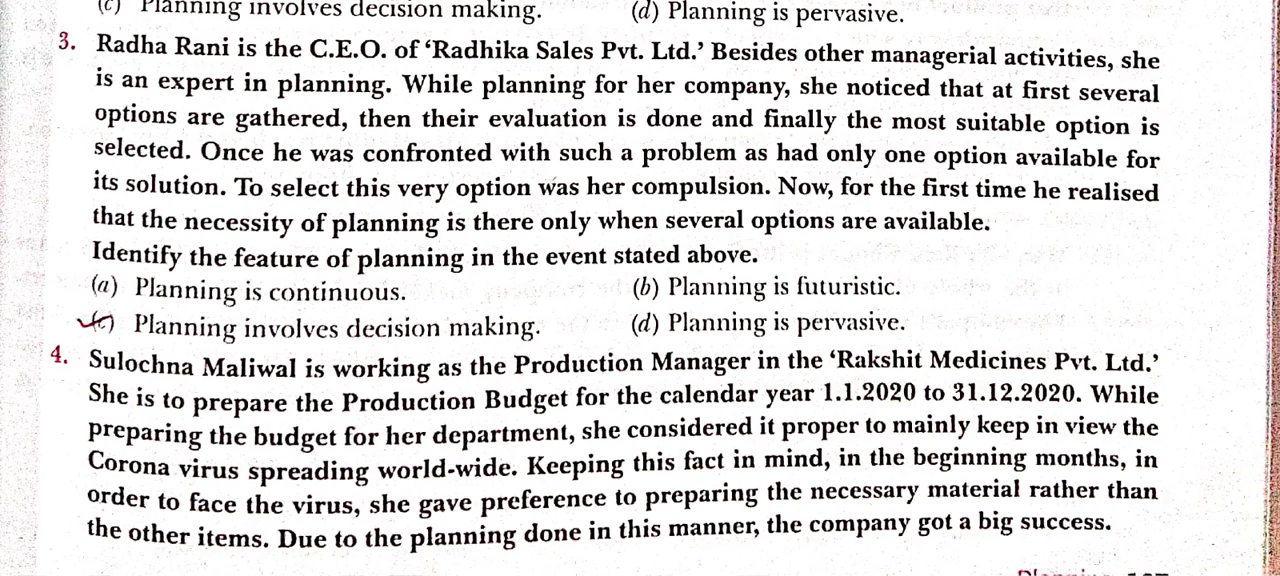 (c) Planning involves decision making. (d) Planning is pervasive.
3. Radha Rani is the C.E.O. of ‘Radhika Sales Pvt. Ltd.’ Besides other managerial activities, she
is an expert in planning. While planning for her company, she noticed that at first several
options are gathered, then their evaluation is done and finally the most suitable option is
selected. Once he was confronted with such a problem as had only one option available for
its solution. To select this very option was her compulsion. Now, for the first time he realised
that the necessity of planning is there only when several options are available.
Identify the feature of planning in the event stated above.
(a) Planning is continuous. (b) Planning is futuristic.
(c) Planning involves decision making. (d) Planning is pervasive.
4. Sulochna Maliwal is working as the Production Manager in the ‘Rakshit Medicines Pvt. Ltd.’
She is to prepare the Production Budget for the calendar year 1.1.2020 to 31.12.2020. While
preparing the budget for her department, she considered it proper to mainly keep in view the
Corona virus spreading world-wide. Keeping this fact in mind, in the beginning months, in
order to face the virus, she gave preference to preparing the necessary material rather than
the other items. Due to the planning done in this manner, the company got a big success.